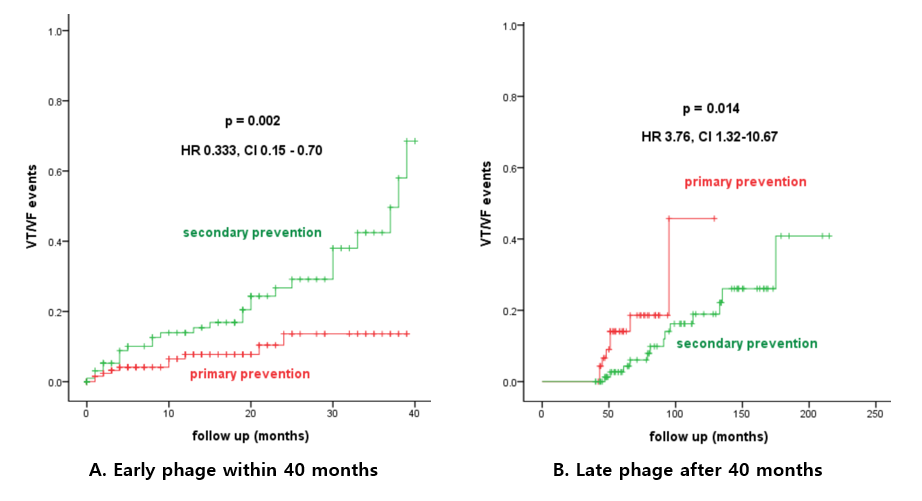 1.0
0.8
0.6
0.4
0.2
0.0
VT/VF events
p = 0.002
HR 0.333, CI 0.15 - 0.70
secondary prevention
primary prevention
0
10
20
30
40
follow up (months)
A. Early phage within 40 months
1.0
0.8
0.6
0.4
0.2
0.0
VT/VF events
p = 0.014
HR 3.76, CI 1.32-10.67
primary prevention
secondary prevention
0
50
100
150
200
250
follow up (months)
B. Late phage after 40 months